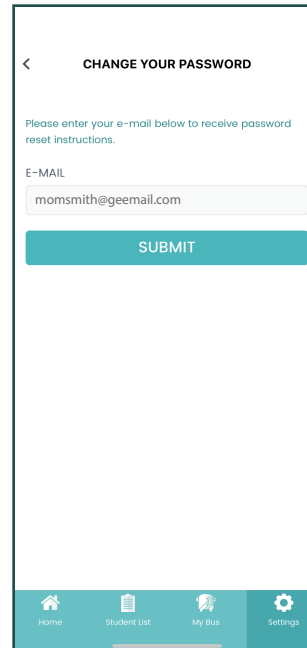 CHANGE YOUR PASSWORD
Please enter your e-mail below to receive password
reset instructions.
E-MAIL
momsmith@geemail.com
SUBMIT
Home Student List My Bus Settings